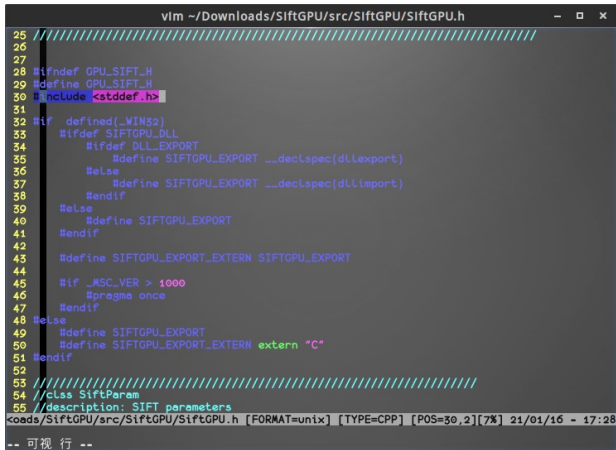 vim ~/Downloads/SiftGPU/src/SiftGPU/SiftGPU.h
25 ////////////////////////////////////////////////////////////////////////////
26
27
28 #ifndef GPU_SIFT_H
29 #define GPU_SIFT_H
30 #include <stddef.h>
31
32 #if  defined(_WIN32)
33     #ifdef SIFTGPU_DLL
34         #ifdef DLL_EXPORT
35             #define SIFTGPU_EXPORT __declspec(dllexport)
36         #else
37             #define SIFTGPU_EXPORT __declspec(dllimport)
38         #endif
39     #else
40         #define SIFTGPU_EXPORT
41     #endif
42
43     #define SIFTGPU_EXPORT_EXTERN SIFTGPU_EXPORT
44
45     #if _MSC_VER > 1000
46         #pragma once
47     #endif
48 #else
49     #define SIFTGPU_EXPORT
50     #define SIFTGPU_EXPORT_EXTERN extern "C"
51 #endif
52
53 ///////////////////////////////////////////////////////////////////
54 //clss SiftParam
55 //description: SIFT parameters
<oads/SiftGPU/src/SiftGPU/SiftGPU.h [FORMAT=unix] [TYPE=CPP] [POS=30,2][7%] 21/01/16 - 17:28
-- 可视 行 --